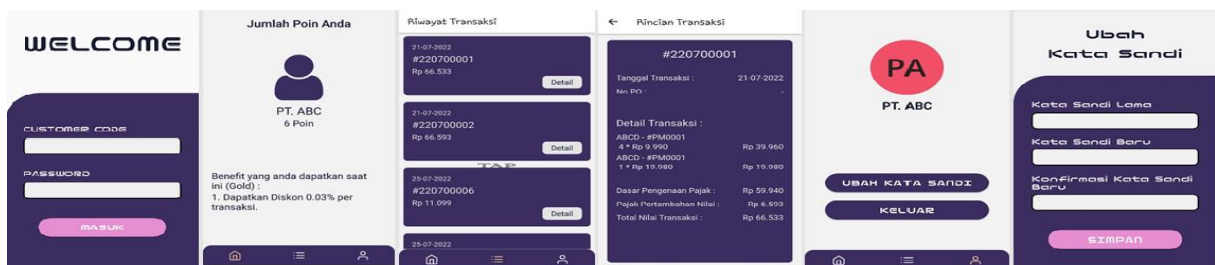 WELCOME
CUSTOMER CODE
PASSWORD
MASUK
Jumlah Poin Anda
PT. ABC
6 Poin
Benefit yang anda dapatkan saat
ini (Gold) :
1. Dapatkan Diskon 0.03% per
transaksi.
Riwayat Transaksi
21-07-2022
#220700001
Rp 66.533
Detail
21-07-2022
#220700002
Rp 66.593
Detail
25-07-2022
#220700006
Rp 11.099
Detail
25-07-2022
Rincian Transaksi
#220700001
Tanggal Transaksi : 21-07-2022
No PO : -
Detail Transaksi :
ABCD - #PM0001
4 * Rp 9.990 Rp 39.960
ABCD - #PM0001
1 * Rp 19.980 Rp 19.980
Dasar Pengenaan Pajak : Rp 59.940
Pajak Pertambahan Nilai : Rp 6.593
Total Nilai Transaksi : Rp 66.533
PA
PT. ABC
UBAH KATA SANDI
KELUAR
Ubah
Kata Sandi
Kata Sandi Lama
Kata Sandi Baru
Konfirmasi Kata Sandi
Baru
SIMPAN